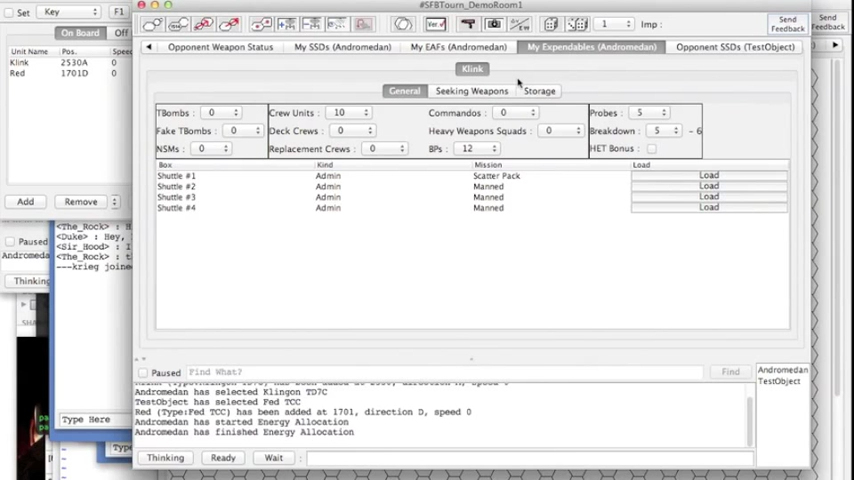 #SFBTourn_DemoRoom1
Set Key F1
On Board Off
Unit Name Pos. Speed
Klink 2530A 0
Red 1701D 0
Add Remove
Paused
Andromeda
Thinking
<The_Rock> : H
<Duke> : Hey,
<Sir_Hood> : I
<The_Rock> : t
---krieg joine
Type Here
Ver.✓ 1 Imp :
Send Feedback
Send Feedback
Opponent Weapon Status My SSDs (Andromedan) My EAFs (Andromedan) My Expendables (Andromedan) Opponent SSDs (TestObject)
Klink
General Seeking Weapons Storage
TBombs: 0 Crew Units: 10 Commandos: 0 Probes: 5
Fake TBombs: 0 Deck Crews: 0 Heavy Weapons Squads: 0 Breakdown: 5 - 6
NSMs: 0 Replacement Crews: 0 BPs: 12 HET Bonus:
Box Kind Mission Load
Shuttle #1 Admin Scatter Pack Load
Shuttle #2 Admin Manned Load
Shuttle #3 Admin Manned Load
Shuttle #4 Admin Manned Load
Paused Find What? Find
Andromedan has selected Klingon TD7C
TestObject has selected Fed TCC
Red (Type:Fed TCC) has been added at 1701, direction D, speed 0
Andromedan has started Energy Allocation
Andromedan has finished Energy Allocation
Andromedan
TestObject
Thinking Ready Wait :